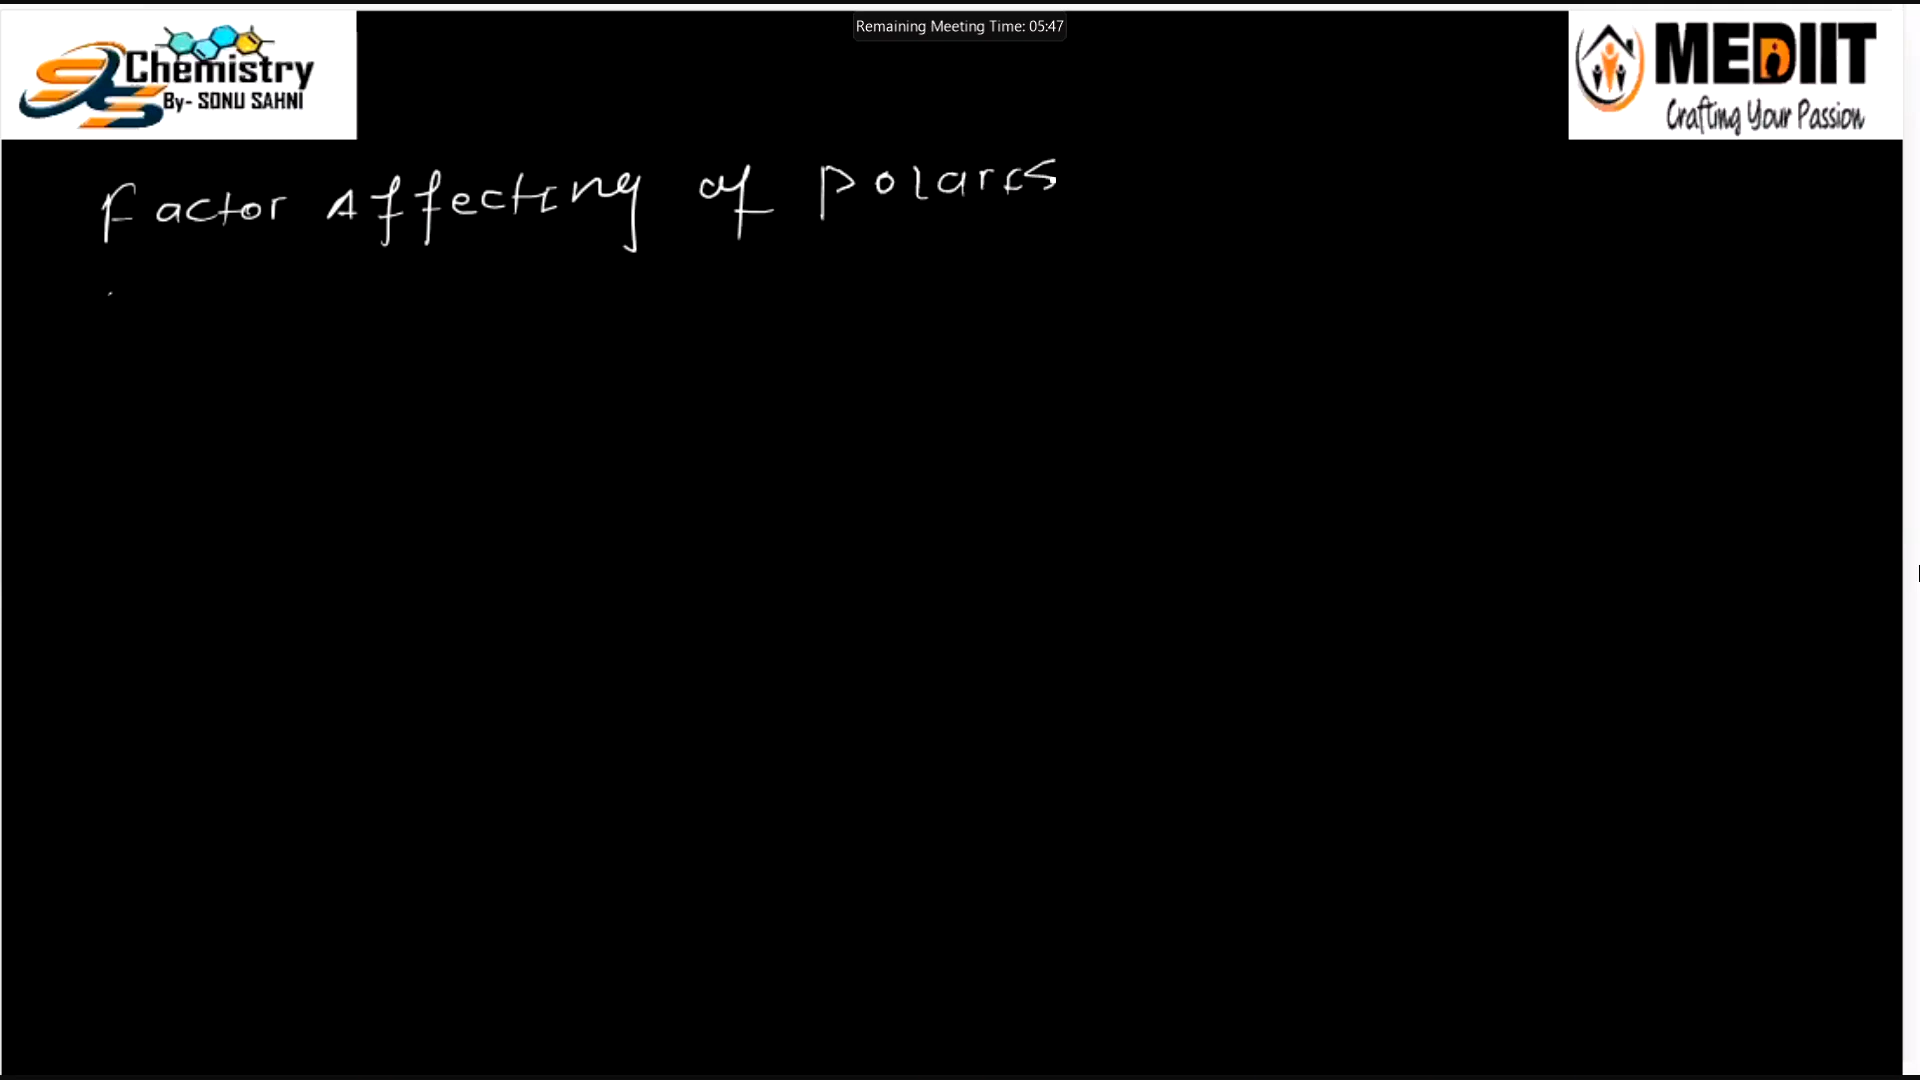 Remaining Meeting Time: 05:47
Chemistry
By- SONU SAHNI
MEDIIT
Crafting Your Passion
Factor Affecting of polaris